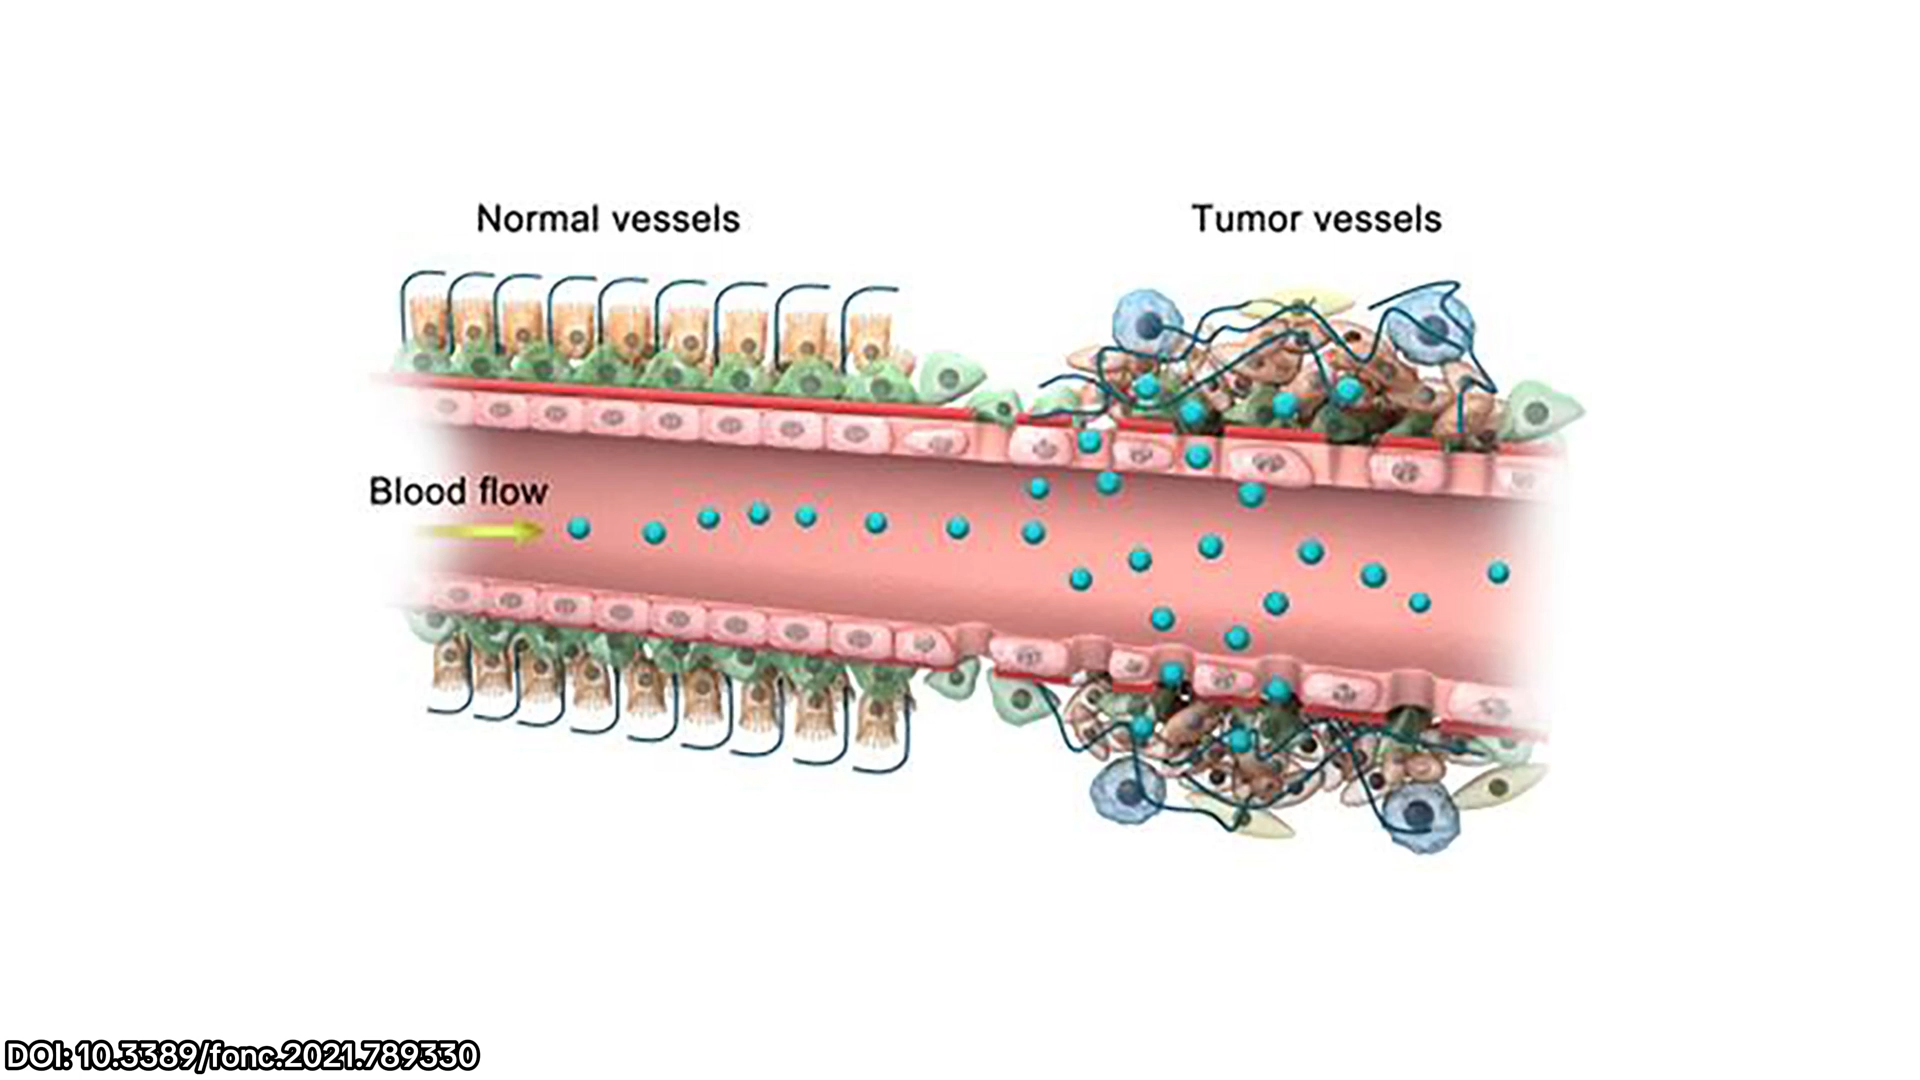 Normal vessels
Tumor vessels
Blood flow
DOI: 10.3389/fonc.2021.789330